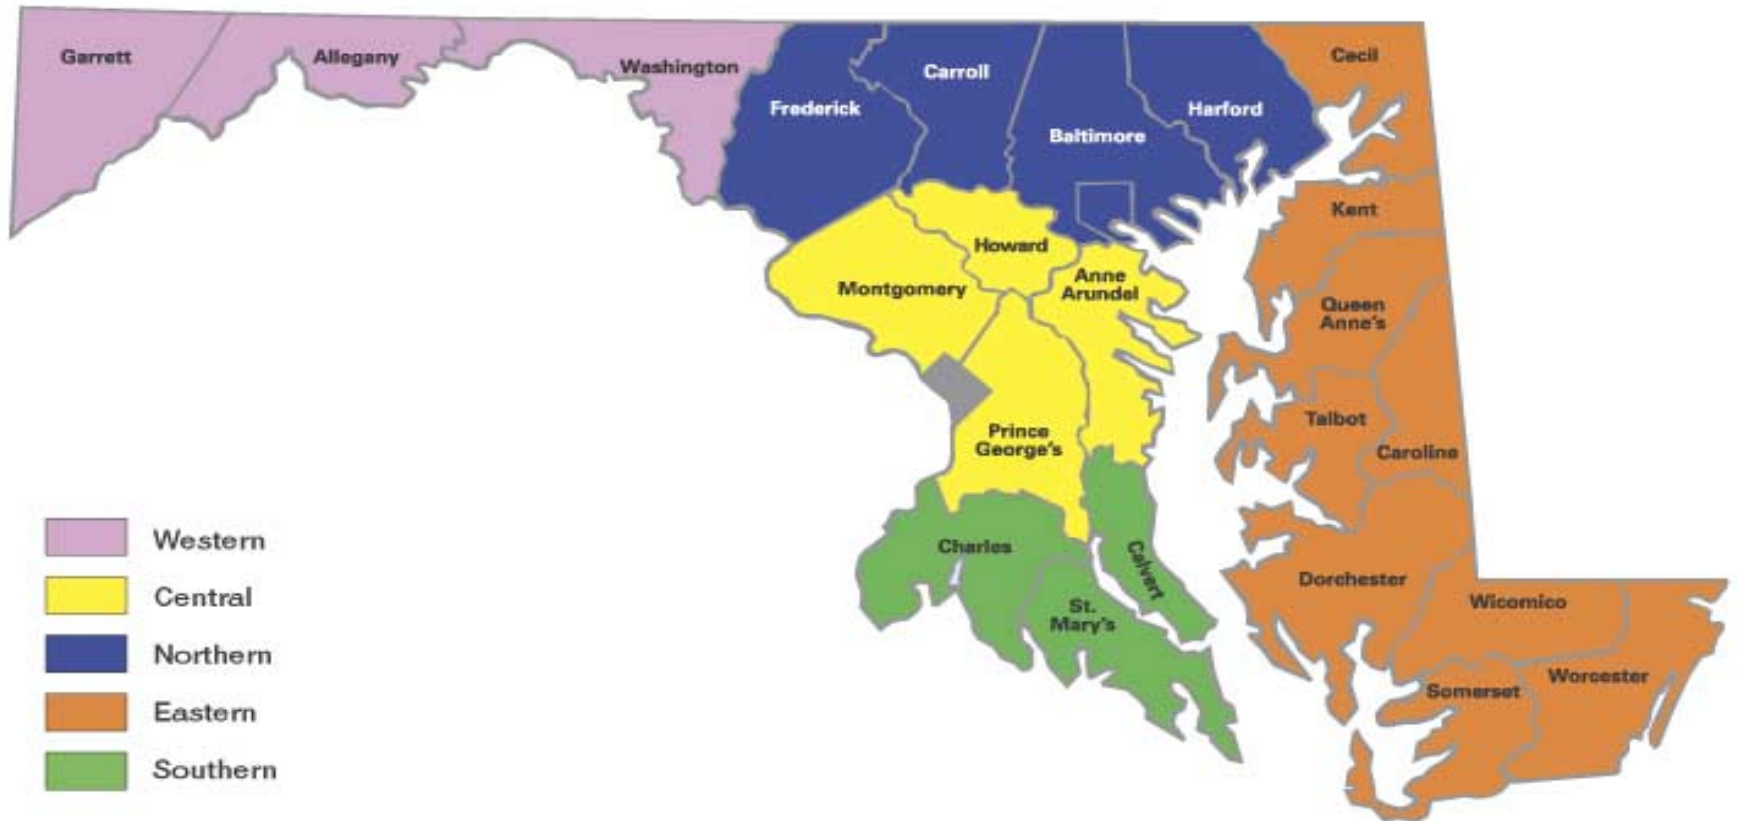 Garrett
Allegany
Washington
Frederick
Carroll
Baltimore
Harford
Cecil
Kent
Howard
Montgomery
Anne
Arundel
Queen
Anne's
Talbot
Caroline
Prince
George's
Charles
Calvert
St.
Mary's
Dorchester
Wicomico
Somerset
Worcester
Western
Central
Northern
Eastern
Southern